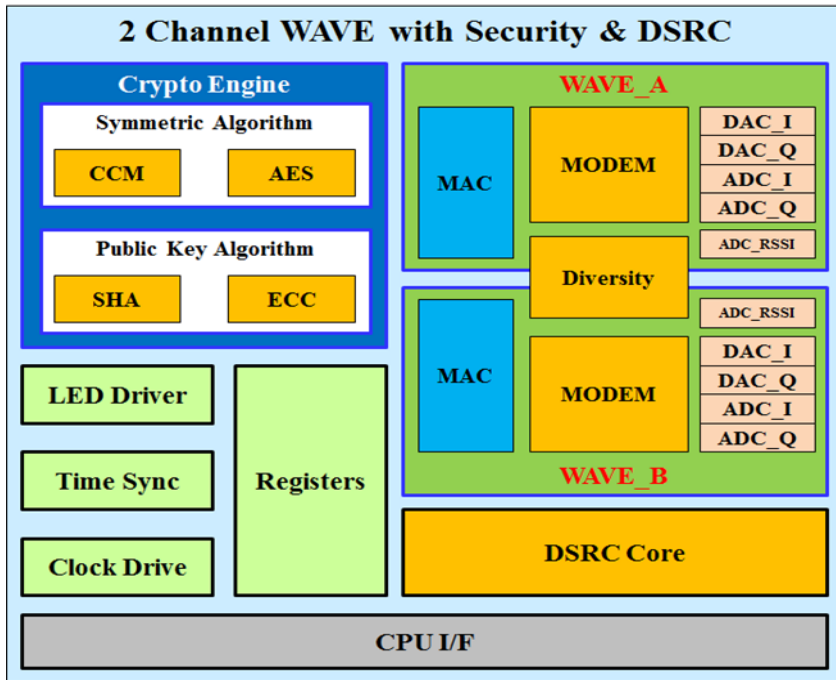 2 Channel WAVE with Security & DSRC
Crypto Engine
Symmetric Algorithm
CCM
AES
Public Key Algorithm
SHA
ECC
LED Driver
Time Sync
Clock Drive
Registers
WAVE_A
MAC
MODEM
DAC_I
DAC_Q
ADC_I
ADC_Q
ADC_RSSI
Diversity
MAC
MODEM
ADC_RSSI
DAC_I
DAC_Q
ADC_I
ADC_Q
WAVE_B
DSRC Core
CPU I/F